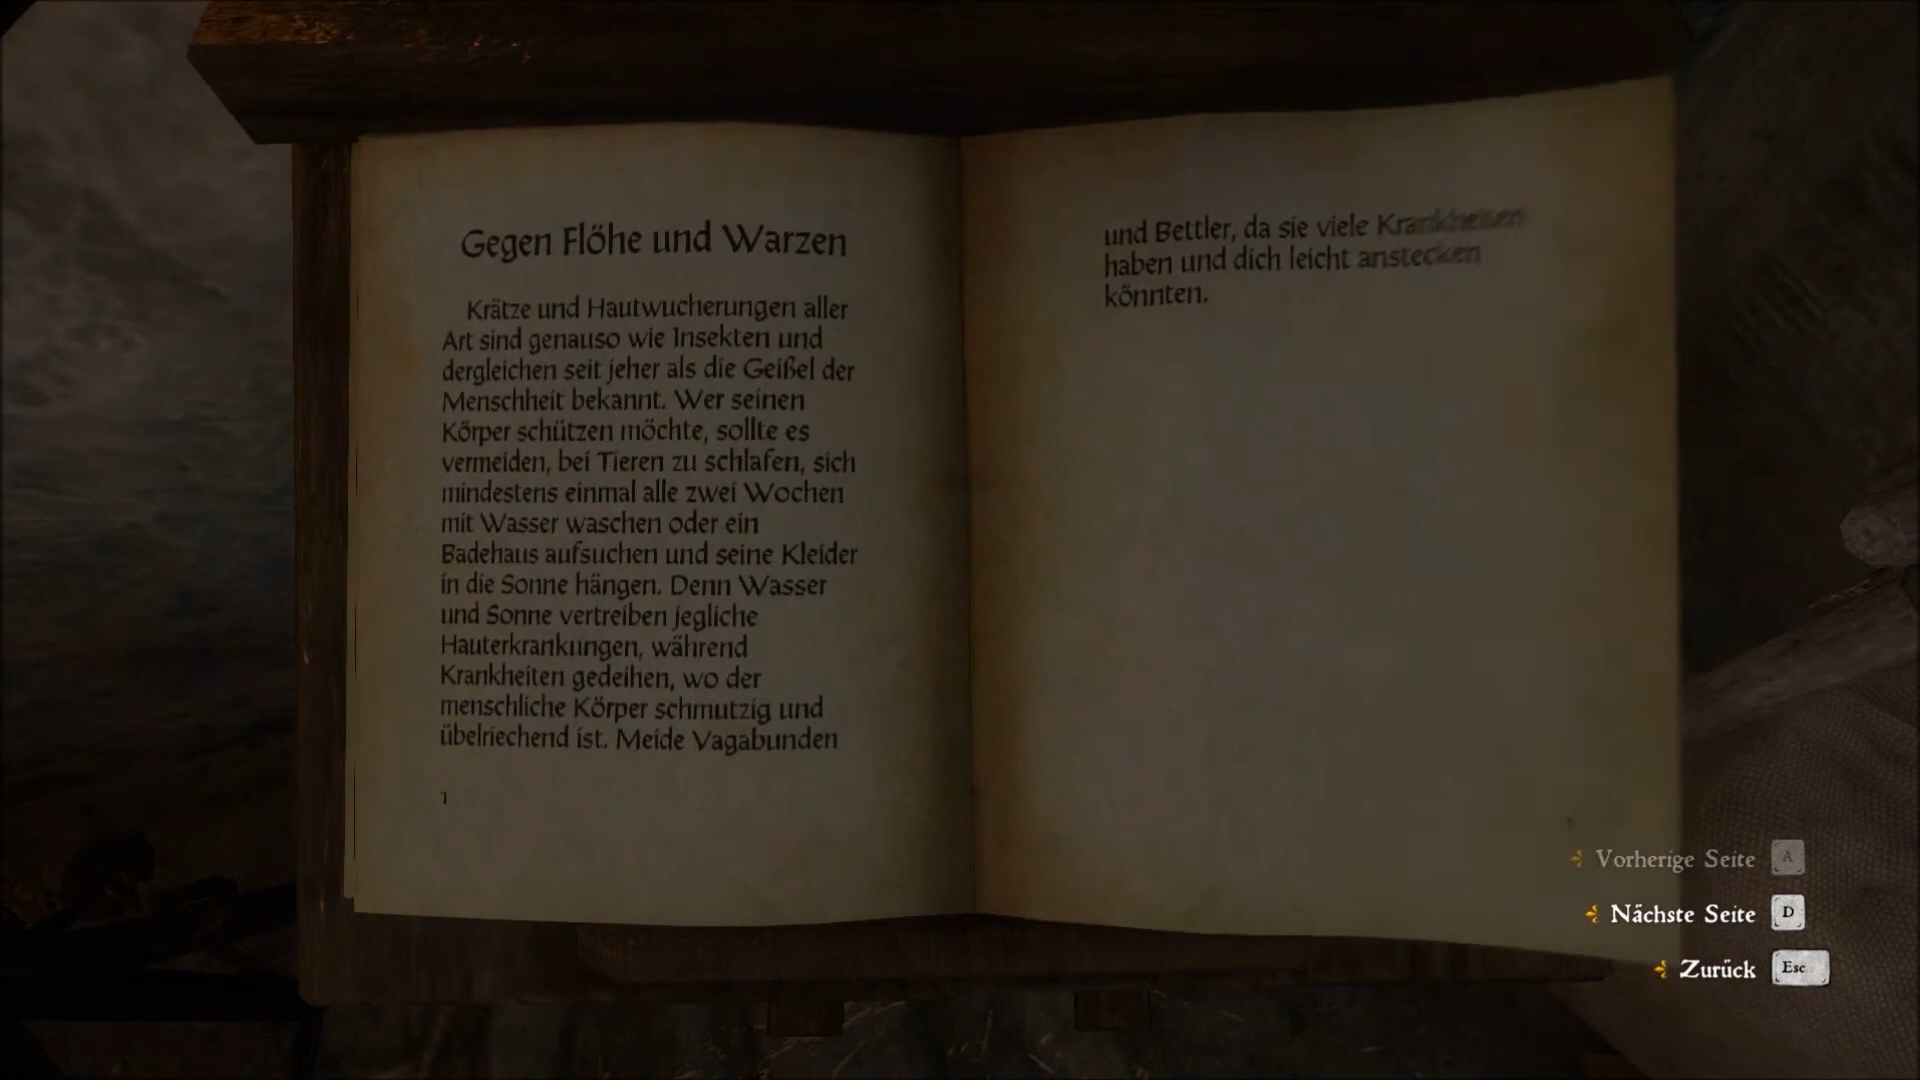 Gegen Flöhe und Warzen
Krätze und Hautwucherungen aller
Art sind genauso wie Insekten und
dergleichen seit jeher als die Geißel der
Menschheit bekannt. Wer seinen
Körper schützen möchte, sollte es
vermeiden, bei Tieren zu schlafen, sich
mindestens einmal alle zwei Wochen
mit Wasser waschen oder ein
Badehaus aufsuchen und seine Kleider
in die Sonne hängen. Denn Wasser
und Sonne vertreiben jegliche
Hauterkrankungen, während
Krankheiten gedeihen, wo der
menschliche Körper schmutzig und
übelriechend ist. Meide Vagabunden
1
und Bettler, da sie viele Krankheiten
haben und dich leicht anstecken
könnten.
Vorherige Seite A
Nächste Seite D
Zurück Esc